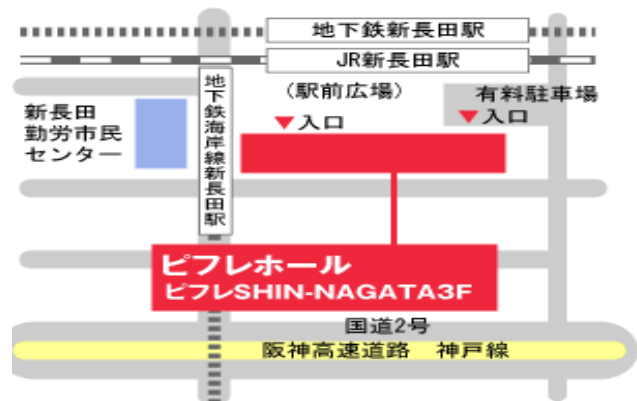 地下鉄新長田駅
JR新長田駅
地下鉄海岸線新長田駅
(駅前広場)
有料駐車場
▼入口
▼入口
新長田
勤労市民
センター
ピフレホール
ピフレSHIN-NAGATA3F
国道2号
阪神高速道路 神戸線